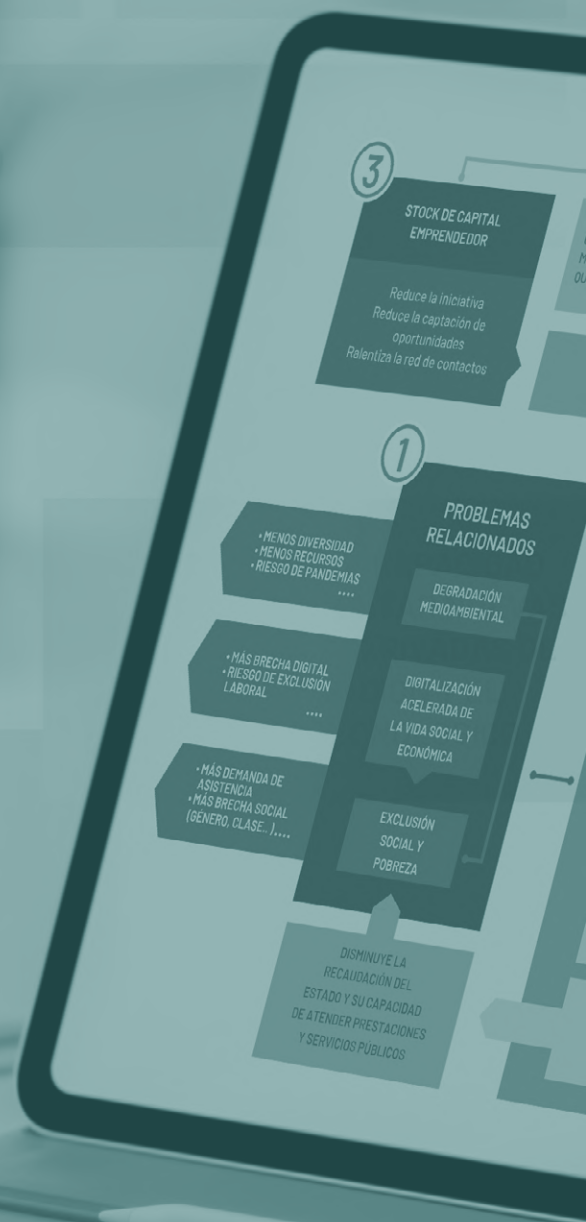 3
STOCK DE CAPITAL
EMPRENDEDOR
Reduce la iniciativa
Reduce la captación de
oportunidades
Ralentiza la red de contactos
QU
1
PROBLEMAS
RELACIONADOS
DEGRADACIÓN
MEDIOAMBIENTAL
DIGITALIZACIÓN
ACELERADA DE
LA VIDA SOCIAL Y
ECONÓMICA
EXCLUSIÓN
SOCIAL Y
POBREZA
• MENOS DIVERSIDAD
• MENOS RECURSOS
• RIESGO DE PANDEMIAS
....
• MÁS BRECHA DIGITAL
• RIESGO DE EXCLUSIÓN
LABORAL
....
• MÁS DEMANDA DE
ASISTENCIA
• MÁS BRECHA SOCIAL
(GÉNERO, CLASE.. )....
DISMINUYE LA
RECAUDACIÓN DEL
ESTADO Y SU CAPACIDAD
DE ATENDER PRESTACIONES
Y SERVICIOS PÚBLICOS